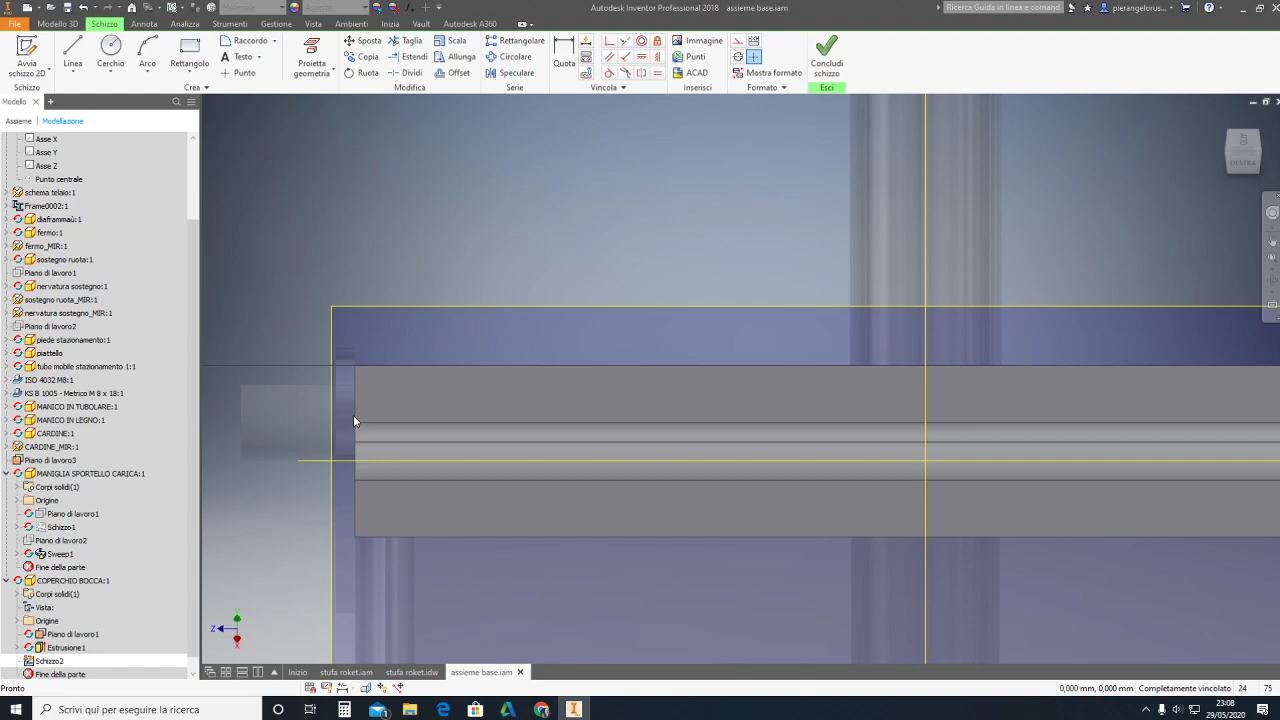 Materiale
Aspetto
Autodesk Inventor Professional 2018   assieme base.iam
Ricerca Guida in linea e comand
pierangelorus...
File
Modello 3D
Schizzo
Annota
Analizza
Strumenti
Gestione
Vista
Ambienti
Inizia
Vault
Autodesk A360
Avvia
schizzo 2D
Linea
Cerchio
Arco
Rettangolo
Raccordo
Testo
Punto
Proietta
geometria
Sposta
Copia
Ruota
Taglia
Estendi
Dividi
Scala
Allunga
Offset
Rettangolare
Circolare
Speculare
Quota
Immagine
Punti
ACAD
Mostra formato
Concludi
schizzo
Schizzo
Crea
Modifica
Serie
Vincola
Inserisci
Formato
Esci
Modello
Assieme | Modellazione
Asse X
Asse Y
Asse Z
Punto centrale
schema telaio:1
Frame0002:1
diaframmaù:1
fermo:1
fermo_MIR:1
sostegno ruota:1
Piano di lavoro1
nervatura sostegno:1
sostegno ruota_MIR:1
nervatura sostegno_MIR:1
Piano di lavoro2
piede stazionamento:1
piattello
tubo mobile stazionamento 1:1
ISO 4032 M8:1
KS B 1005 - Metrico M 8 x 18:1
MANICO IN TUBOLARE:1
MANICO IN LEGNO:1
CARDINE:1
CARDINE_MIR:1
Piano di lavoro3
MANIGLIA SPORTELLO CARICA:1
Corpi solidi(1)
Origine
Piano di lavoro1
Schizzo1
Piano di lavoro2
Sweep1
Fine della parte
COPERCHIO BOCCA:1
Corpi solidi(1)
Vista:
Origine
Piano di lavoro1
Estrusione1
Schizzo2
Fine della parte
ALTO
DESTRA
Y
Z
X
Inizio
stufa roket.iam
stufa roket.idw
assieme base.iam
Pronto
0,000 mm, 0,000 mm
Completamente vincolato
24
75
Scrivi qui per eseguire la ricerca
23:08
29/05/2020